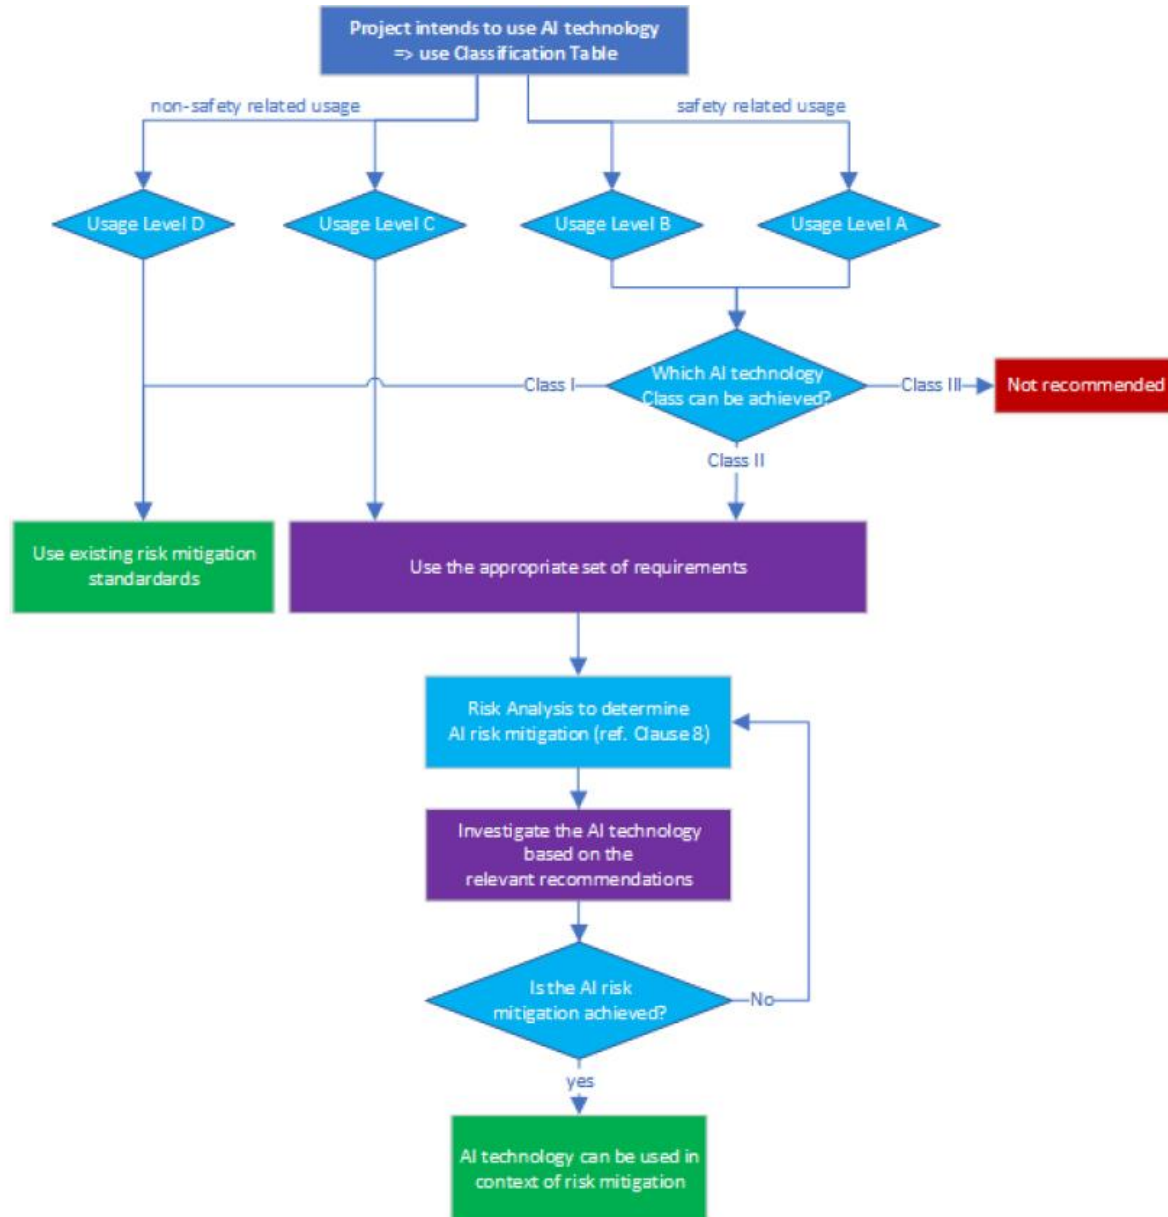 Project intends to use AI technology
=> use Classification Table
non-safety related usage
safety related usage
Usage Level D
Usage Level C
Usage Level B
Usage Level A
Which AI technology
Class can be achieved?
Class I
Class III
Not recommended
Class II
Use existing risk mitigation
standardards
Use the appropriate set of requirements
Risk Analysis to determine
AI risk mitigation (ref. Clause 8)
Investigate the AI technology
based on the
relevant recommendations
Is the AI risk
mitigation achieved?
No
yes
AI technology can be used in
context of risk mitigation